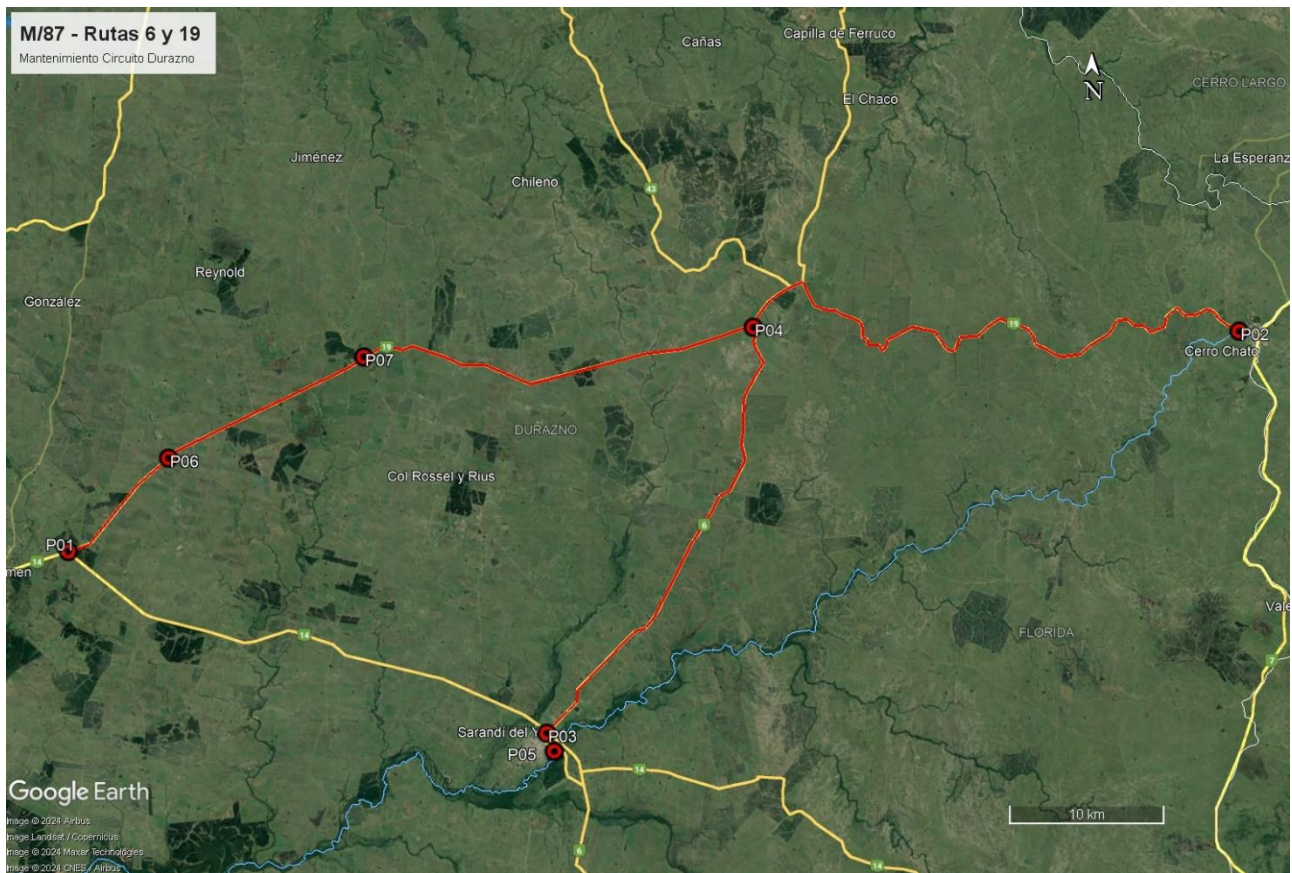 M/87 - Rutas 6 y 19
Mantenimiento Circuito Durazno
Cañas
Capilla de Ferruco
N
CERRO LARGO
El Chaco
La Esperanz
Jiménez
Chileno
43
Reynold
González
19
P04
19
P02
Cerro Chato
P07
DURAZNO
P06
Col Rossel y Rius
6
P01
14
men
Vale
14
FLORIDA
7
Sarandí del Y
P03
P05
14
Google Earth
10 km
Image © 2024 Airbus
Image Landsat / Copernicus
Image © 2024 Maxar Technologies
Image © 2024 CNES / Airbus
6
14